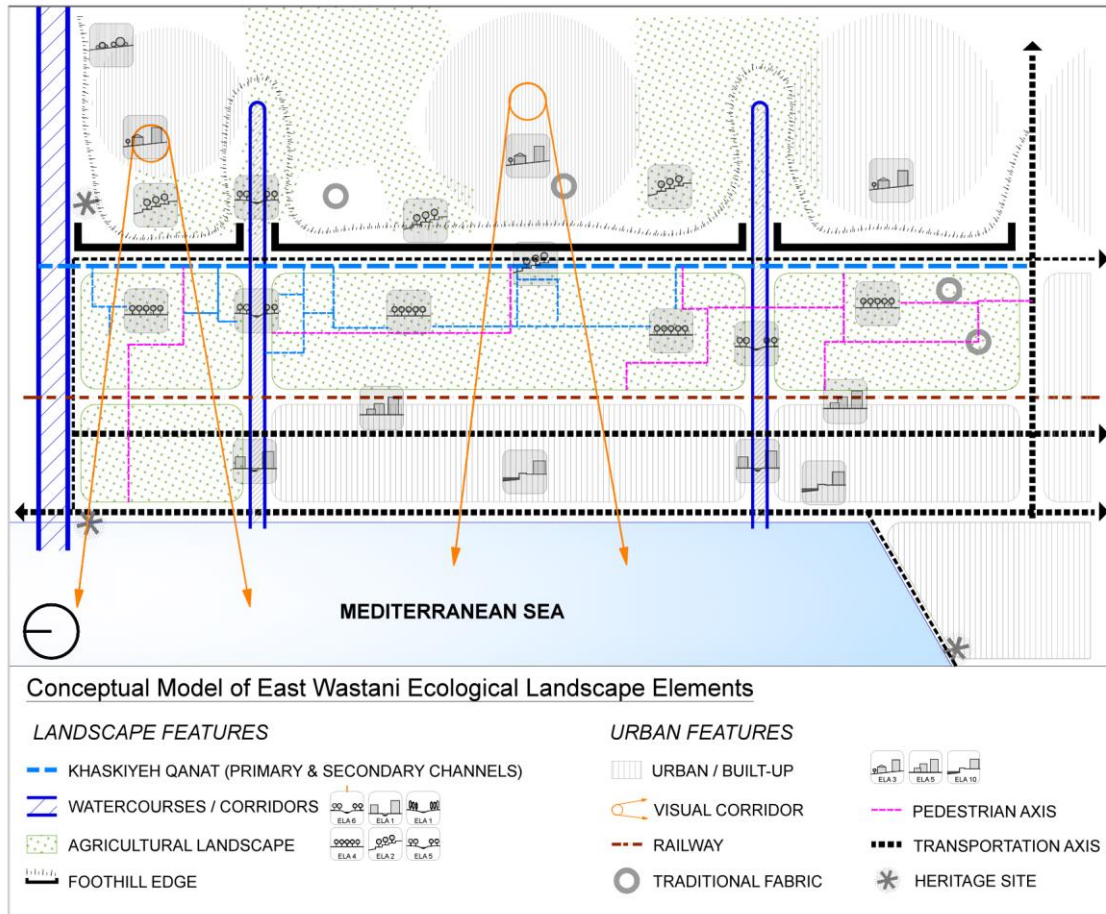 MEDITERRANEAN SEA
Conceptual Model of East Wastani Ecological Landscape Elements
LANDSCAPE FEATURES
KHASKIYEH QANAT (PRIMARY & SECONDARY CHANNELS)
WATERCOURSES / CORRIDORS
ELA 6 ELA 1 ELA 1
AGRICULTURAL LANDSCAPE
ELA 4 ELA 2 ELA 5
FOOTHILL EDGE
URBAN FEATURES
URBAN / BUILT-UP
ELA 3 ELA 5 ELA 10
VISUAL CORRIDOR
PEDESTRIAN AXIS
RAILWAY
TRANSPORTATION AXIS
TRADITIONAL FABRIC
HERITAGE SITE